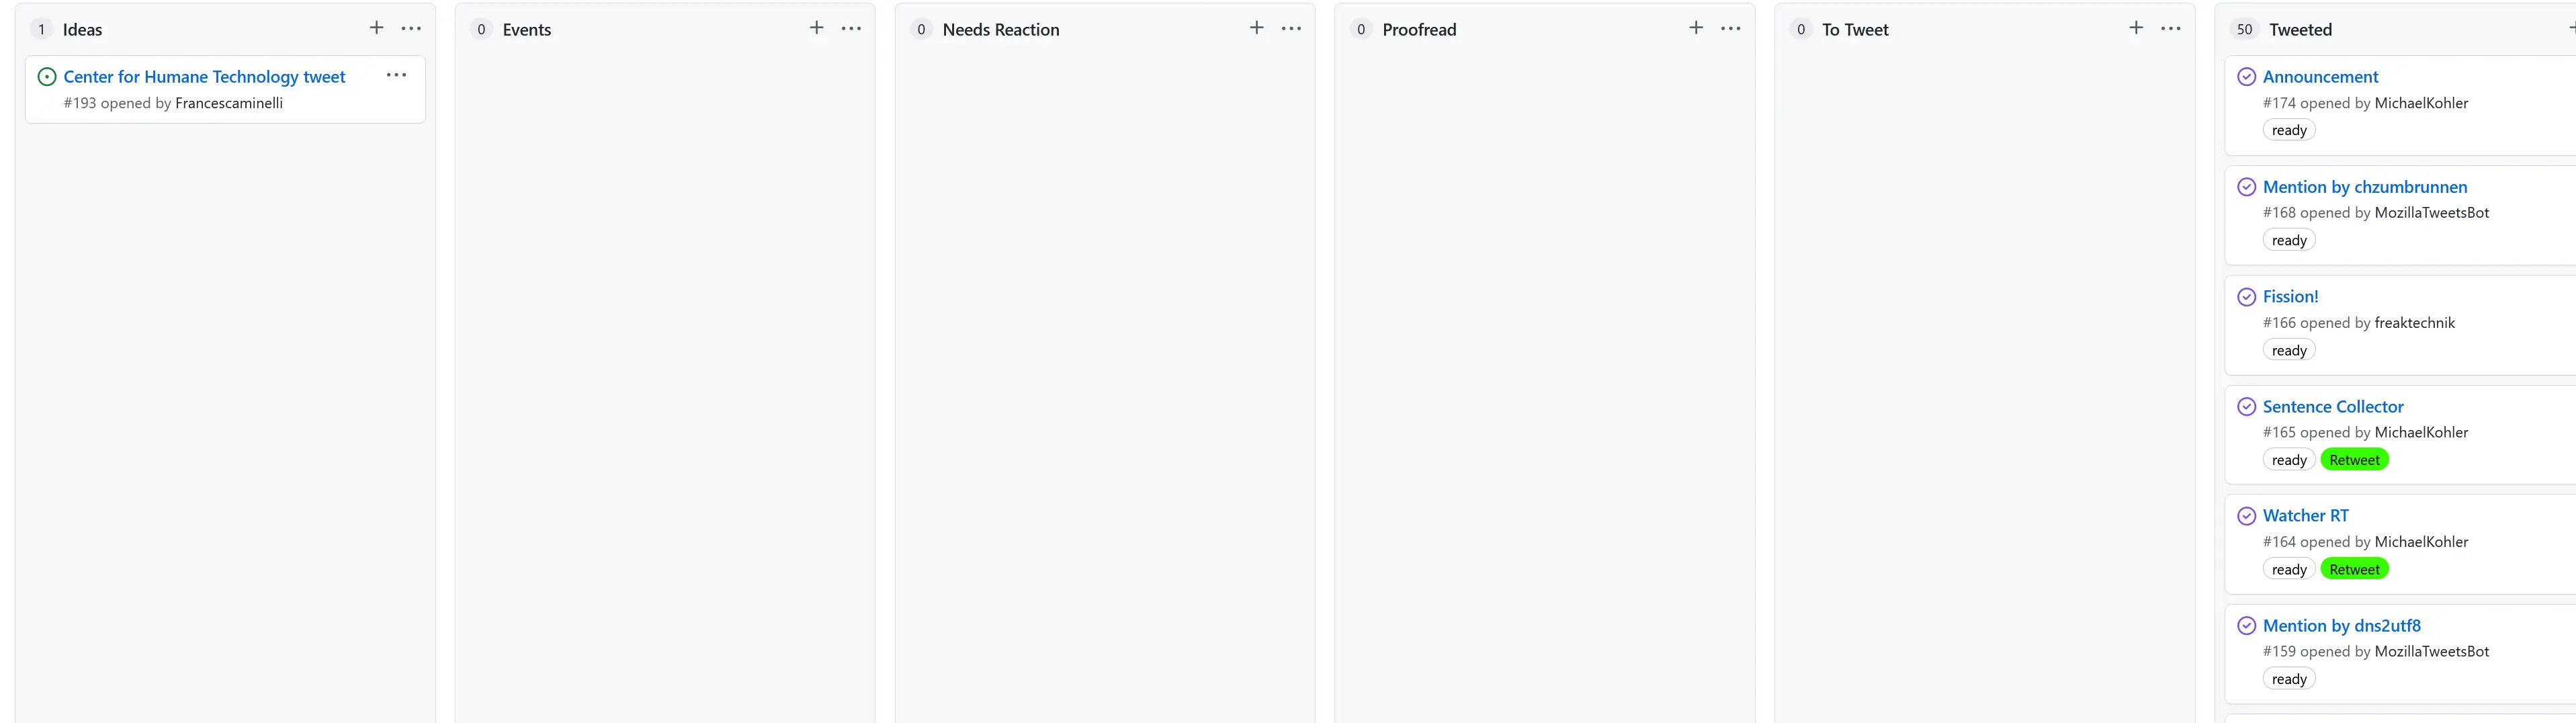 1 Ideas
Center for Humane Technology tweet
#193 opened by Francescaminelli
0 Events
0 Needs Reaction
0 Proofread
0 To Tweet
50 Tweeted
Announcement
#174 opened by MichaelKohler
ready
Mention by chzumbrunnen
#168 opened by MozillaTweetsBot
ready
Fission!
#166 opened by freaktechnik
ready
Sentence Collector
#165 opened by MichaelKohler
ready Retweet
Watcher RT
#164 opened by MichaelKohler
ready Retweet
Mention by dns2utf8
#159 opened by MozillaTweetsBot
ready